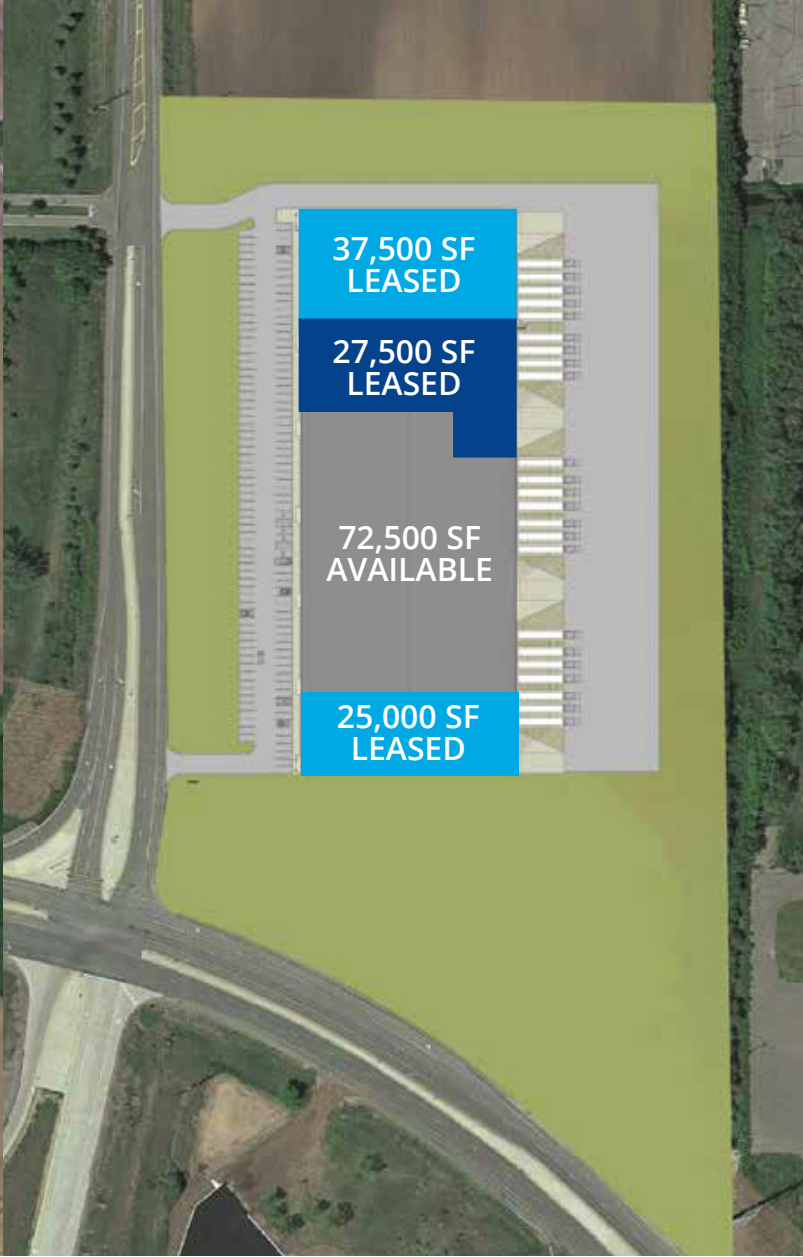 37,500 SF
LEASED
27,500 SF
LEASED
72,500 SF
AVAILABLE
25,000 SF
LEASED